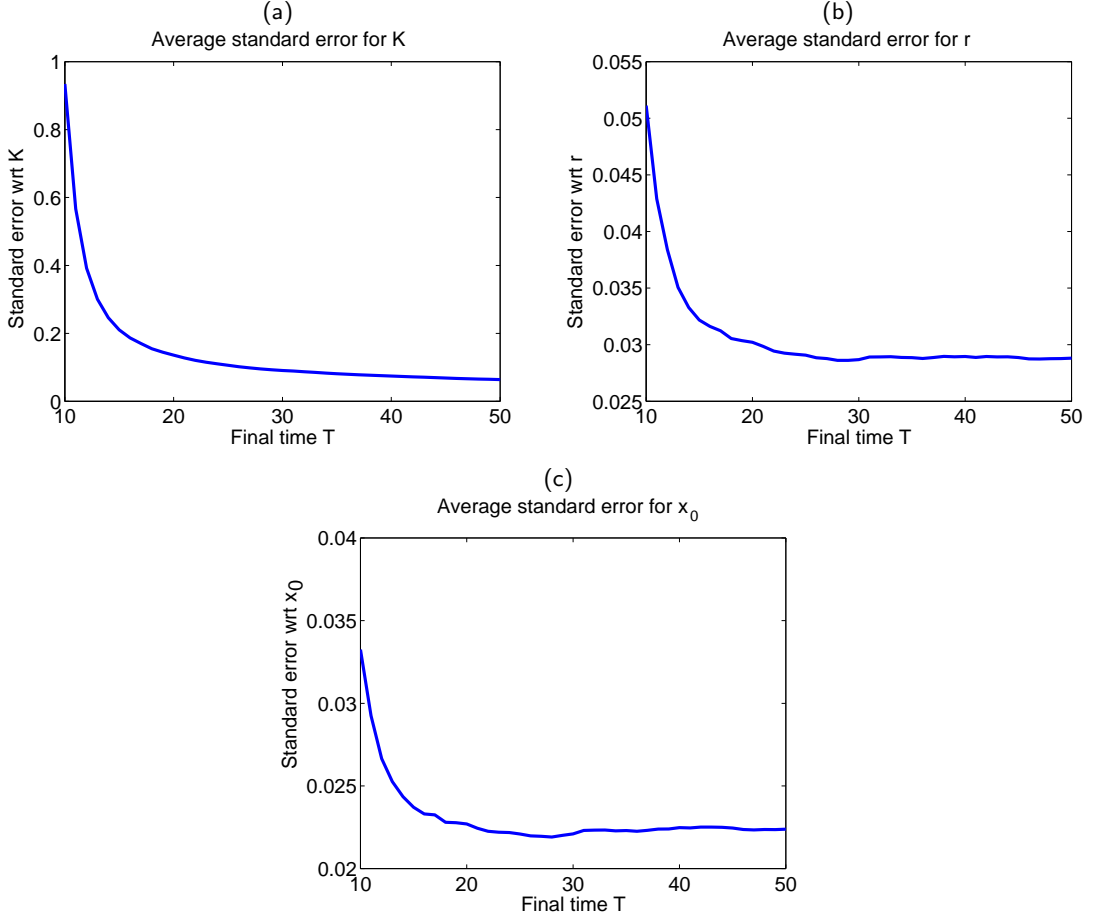 (a)
Average standard error for K
Standard error wrt K
1
0.8
0.6
0.4
0.2
0
10 20 30 40 50
Final time T
(b)
Average standard error for r
Standard error wrt r
0.055
0.05
0.045
0.04
0.035
0.03
0.025
10 20 30 40 50
Final time T
(c)
Average standard error for x_0
Standard error wrt x0
0.04
0.035
0.03
0.025
0.02
10 20 30 40 50
Final time T